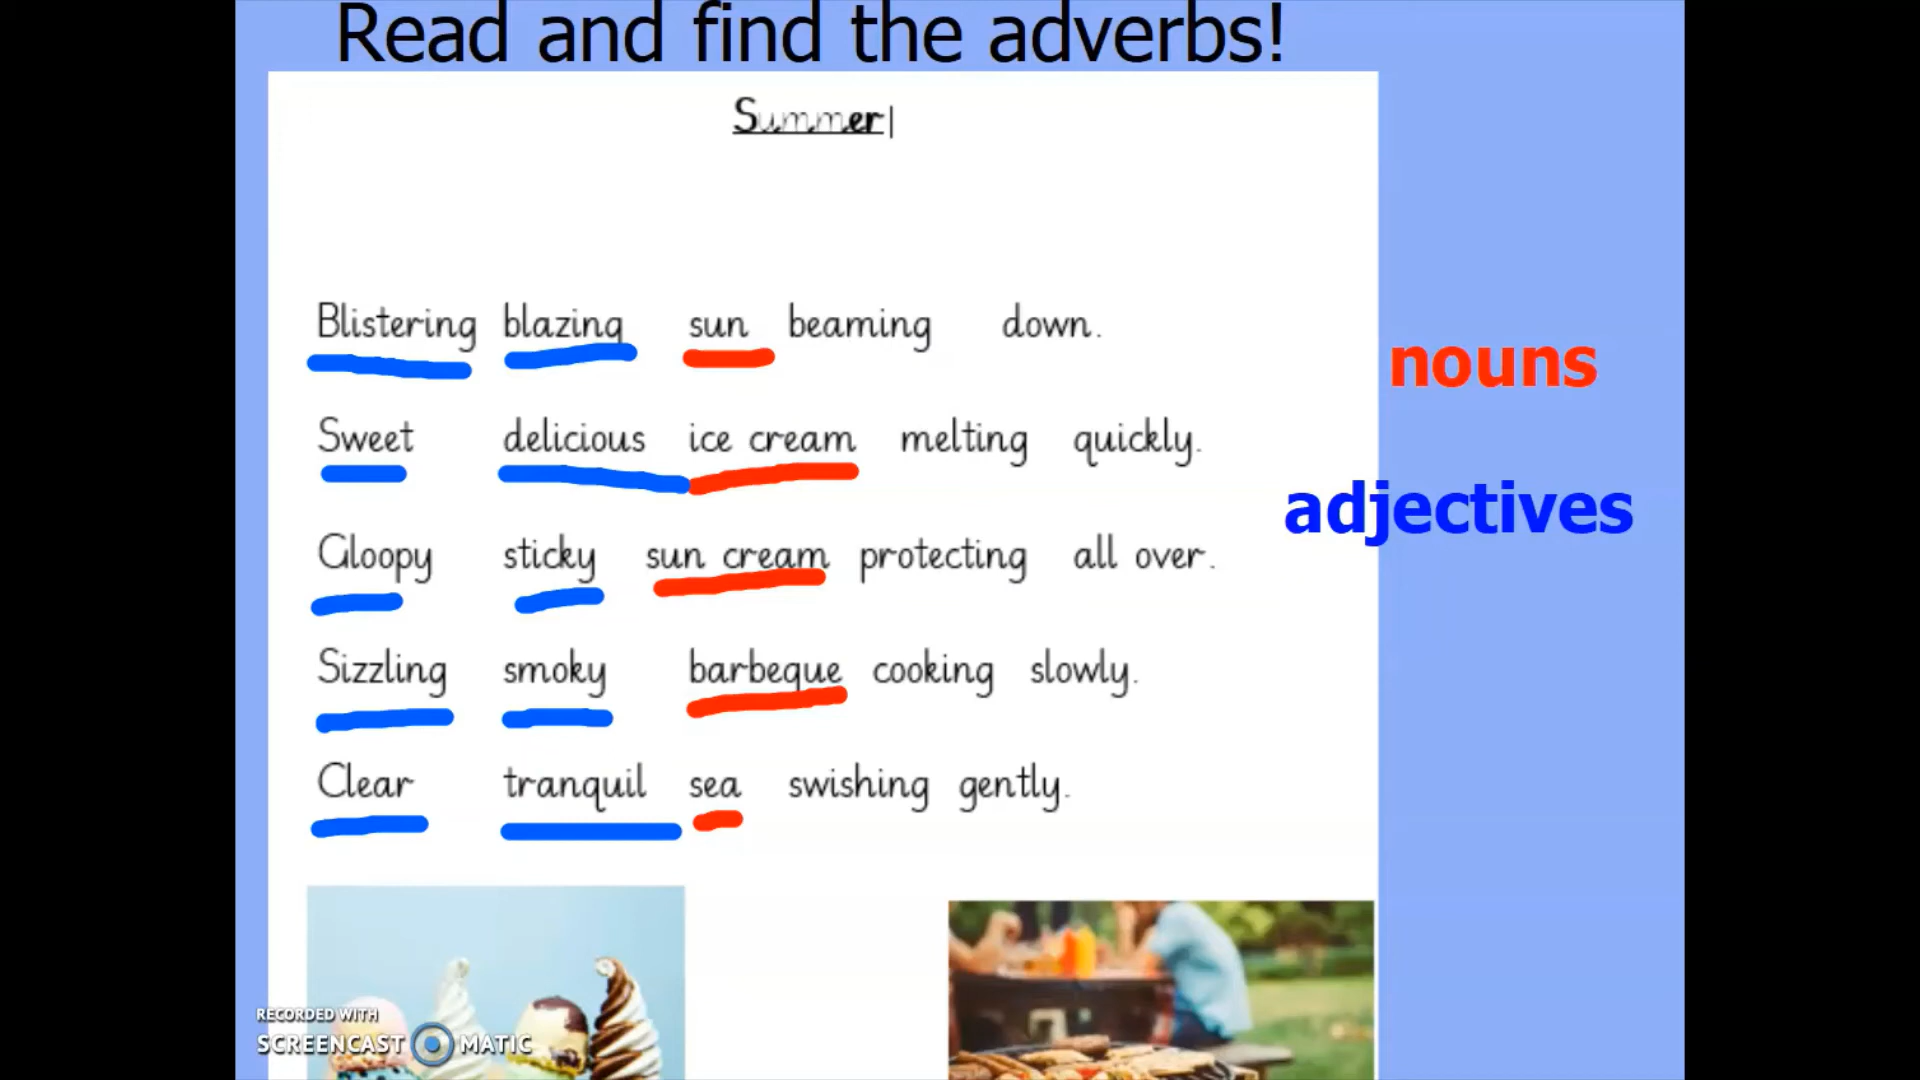 Read and find the adverbs!
Summer
Blistering blazing sun beaming down.
nouns
Sweet delicious ice cream melting quickly.
adjectives
Gloopy sticky sun cream protecting all over.
Sizzling smoky barbeque cooking slowly.
Clear tranquil sea swishing gently.
RECORDED WITH
SCREENCAST MATIC